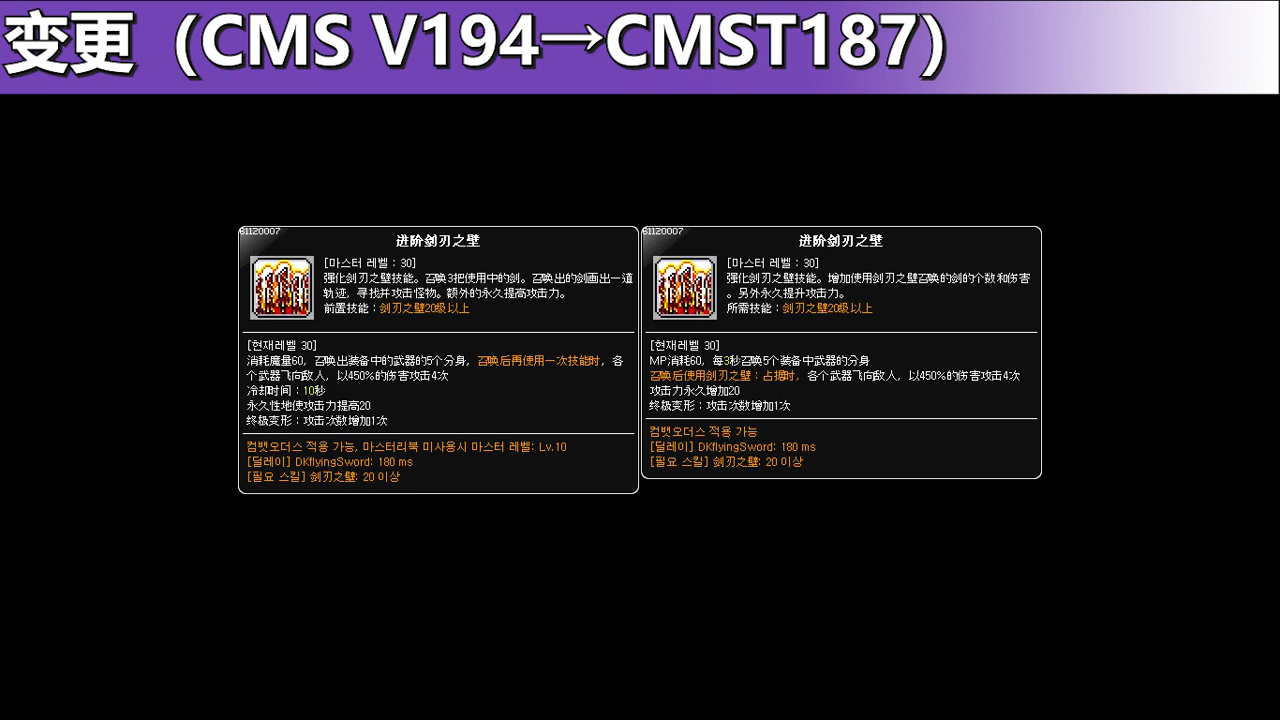 变更（CMS V194→CMST187）
61120007
进阶剑刃之壁
[마스터 레벨 : 30]
强化剑刃之壁技能。召唤3把使用中的剑。召唤出的剑画出一道
轨迹，寻找并攻击怪物。额外的永久提高攻击力。
前置技能：剑刃之壁20级以上
[현재레벨 30]
消耗魔量60，召唤出装备中的武器的5个分身，召唤后再使用一次技能时，各
个武器飞向敌人，以450%的伤害攻击4次
冷却时间：10秒
永久性地使攻击力提高20
终极变形：攻击次数增加1次
컴뱃오더스 적용 가능, 마스터리북 미사용시 마스터 레벨: Lv.10
[딜레이] DKflyingSword: 180 ms
[필요 스킬] 剑刃之壁: 20 이상
61120007
进阶剑刃之壁
[마스터 레벨 : 30]
强化剑刃之壁技能。增加使用剑刃之壁召唤的剑的个数和伤害
。另外永久提升攻击力。
所需技能：剑刃之壁20级以上
[현재레벨 30]
MP消耗60，每3秒召唤5个装备中武器的分身
召唤后使用剑刃之壁：占据时，各个武器飞向敌人，以450%的伤害攻击4次
攻击力永久增加20
终极变形：攻击次数增加1次
컴뱃오더스 적용 가능
[딜레이] DKflyingSword: 180 ms
[필요 스킬] 剑刃之壁: 20 이상